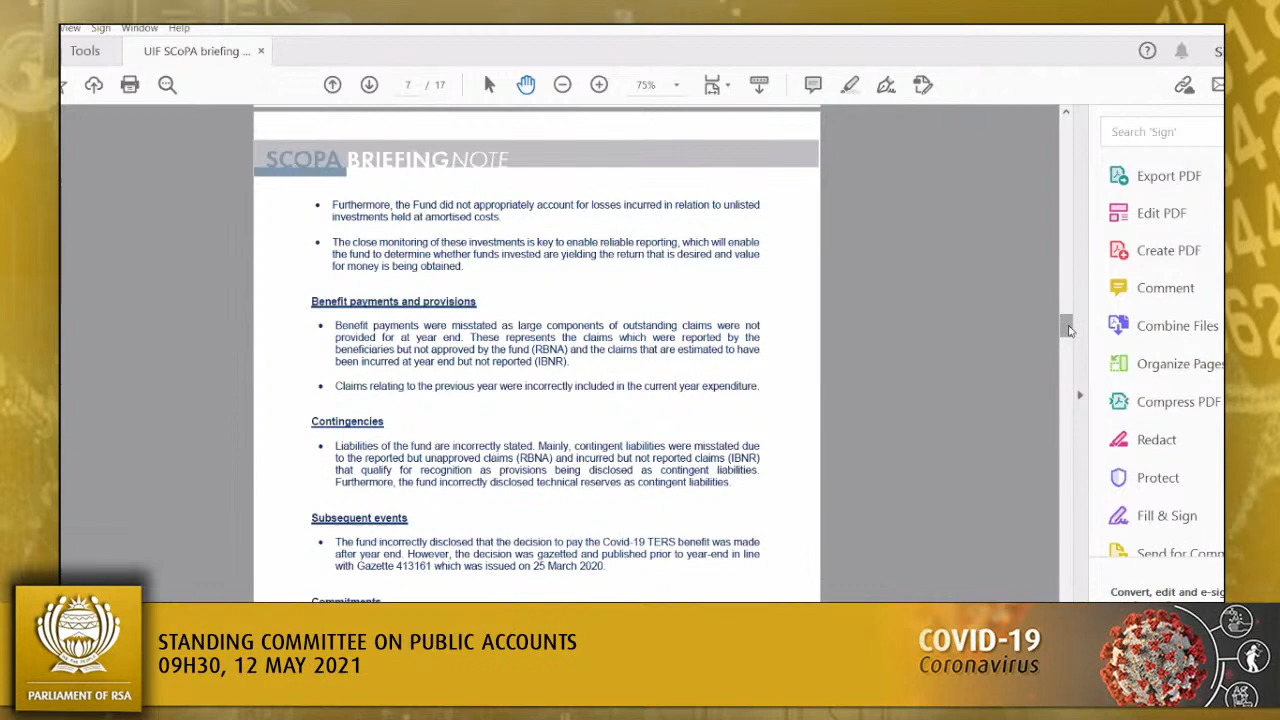 View Sign Window Help
Tools
UIF SCoPA briefing ... ×
7 / 17
75%
Search 'Sign'
SCOPA BRIEFINGNOTE
• Furthermore, the Fund did not appropriately account for losses incurred in relation to unlisted
investments held at amortised costs.
• The close monitoring of these investments is key to enable reliable reporting, which will enable
the fund to determine whether funds invested are yielding the return that is desired and value
for money is being obtained.
Benefit payments and provisions
• Benefit payments were misstated as large components of outstanding claims were not
provided for at year end. These represents the claims which were reported by the
beneficiaries but not approved by the fund (RBNA) and the claims that are estimated to have
been incurred at year end but not reported (IBNR).
• Claims relating to the previous year were incorrectly included in the current year expenditure.
Contingencies
• Liabilities of the fund are incorrectly stated. Mainly, contingent liabilities were misstated due
to the reported but unapproved claims (RBNA) and incurred but not reported claims (IBNR)
that qualify for recognition as provisions being disclosed as contingent liabilities.
Furthermore, the fund incorrectly disclosed technical reserves as contingent liabilities.
Subsequent events
• The fund incorrectly disclosed that the decision to pay the Covid-19 TERS benefit was made
after year end. However, the decision was gazetted and published prior to year-end in line
with Gazette 413161 which was issued on 25 March 2020.
Commitments
Export PDF
Edit PDF
Create PDF
Comment
Combine Files
Organize Pages
Compress PDF
Redact
Protect
Fill & Sign
Send for Comm
Convert, edit and e-sig
STANDING COMMITTEE ON PUBLIC ACCOUNTS
09H30, 12 MAY 2021
PARLIAMENT OF RSA
COVID-19
Coronavirus